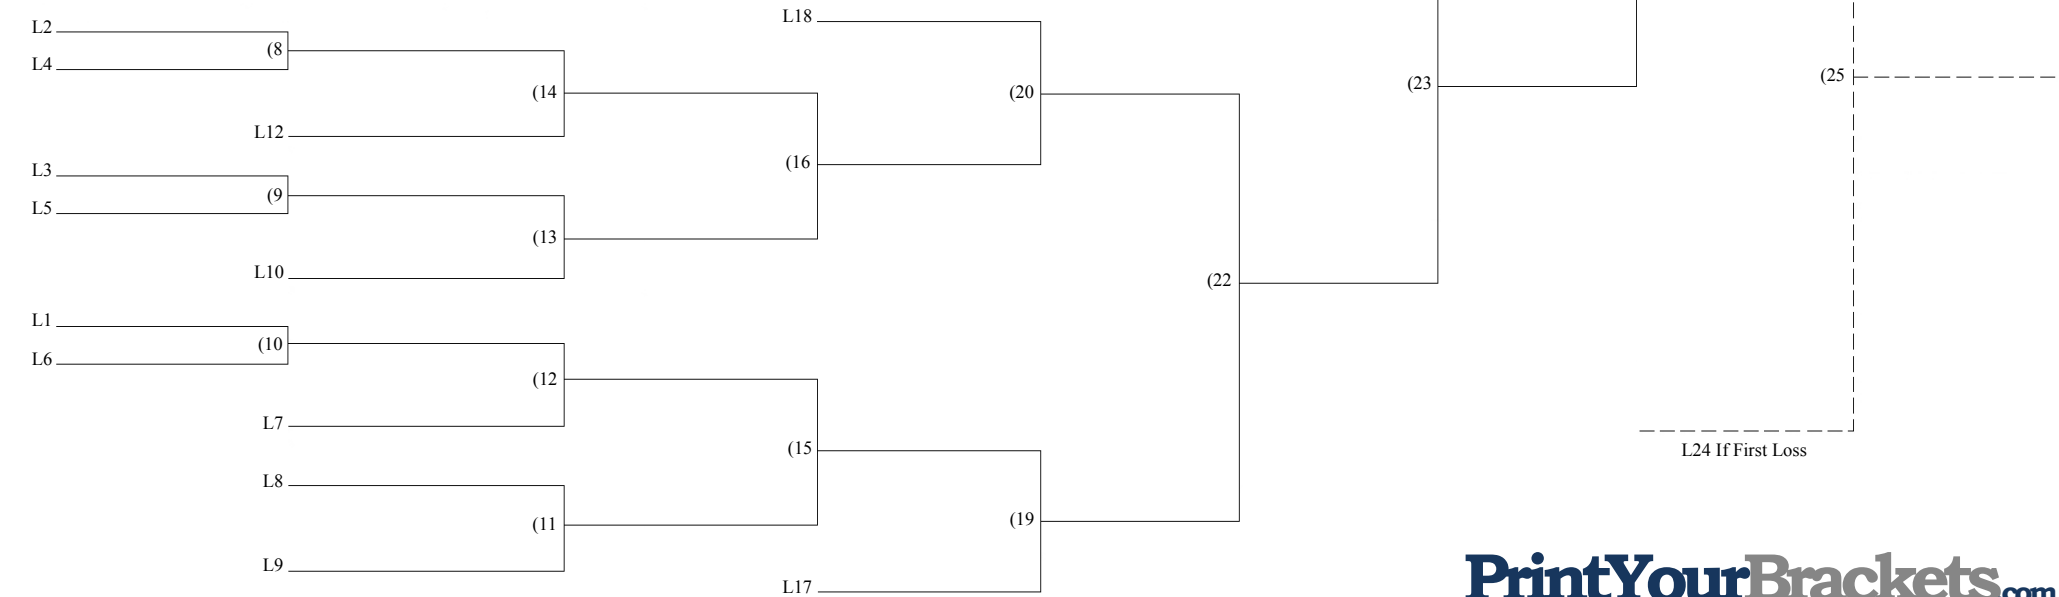 L2
L4
(8
L12
(14
L3
L5
(9
L10
(13
(16
L18
(20
L1
L6
(10
L7
(12
L8
L9
(11
(15
L17
(19
(22
(23
(25
L24 If First Loss
PrintYourBrackets.com